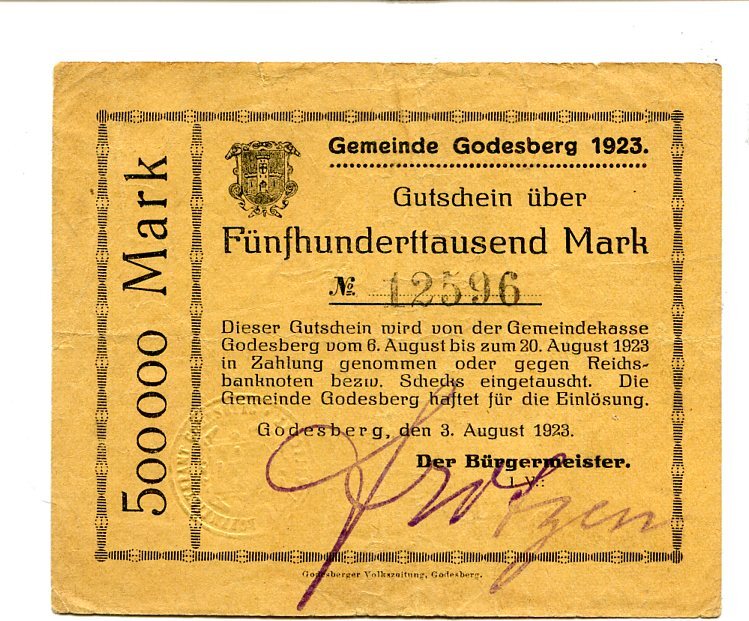 500000 Mark
Gemeinde Godesberg 1923.
Gutschein über
Fünfhunderttausend Mark
№ 12596
Dieser Gutschein wird von der Gemeindekasse
Godesberg vom 6. August bis zum 20. August 1923
in Zahlung genommen oder gegen Reichs-
banknoten bezw. Schecks eingetauscht. Die
Gemeinde Godesberg haftet für die Einlösung.
Godesberg, den 3. August 1923.
Der Bürgermeister.
I. V.:
Godesberger Volkszeitung, Godesberg.